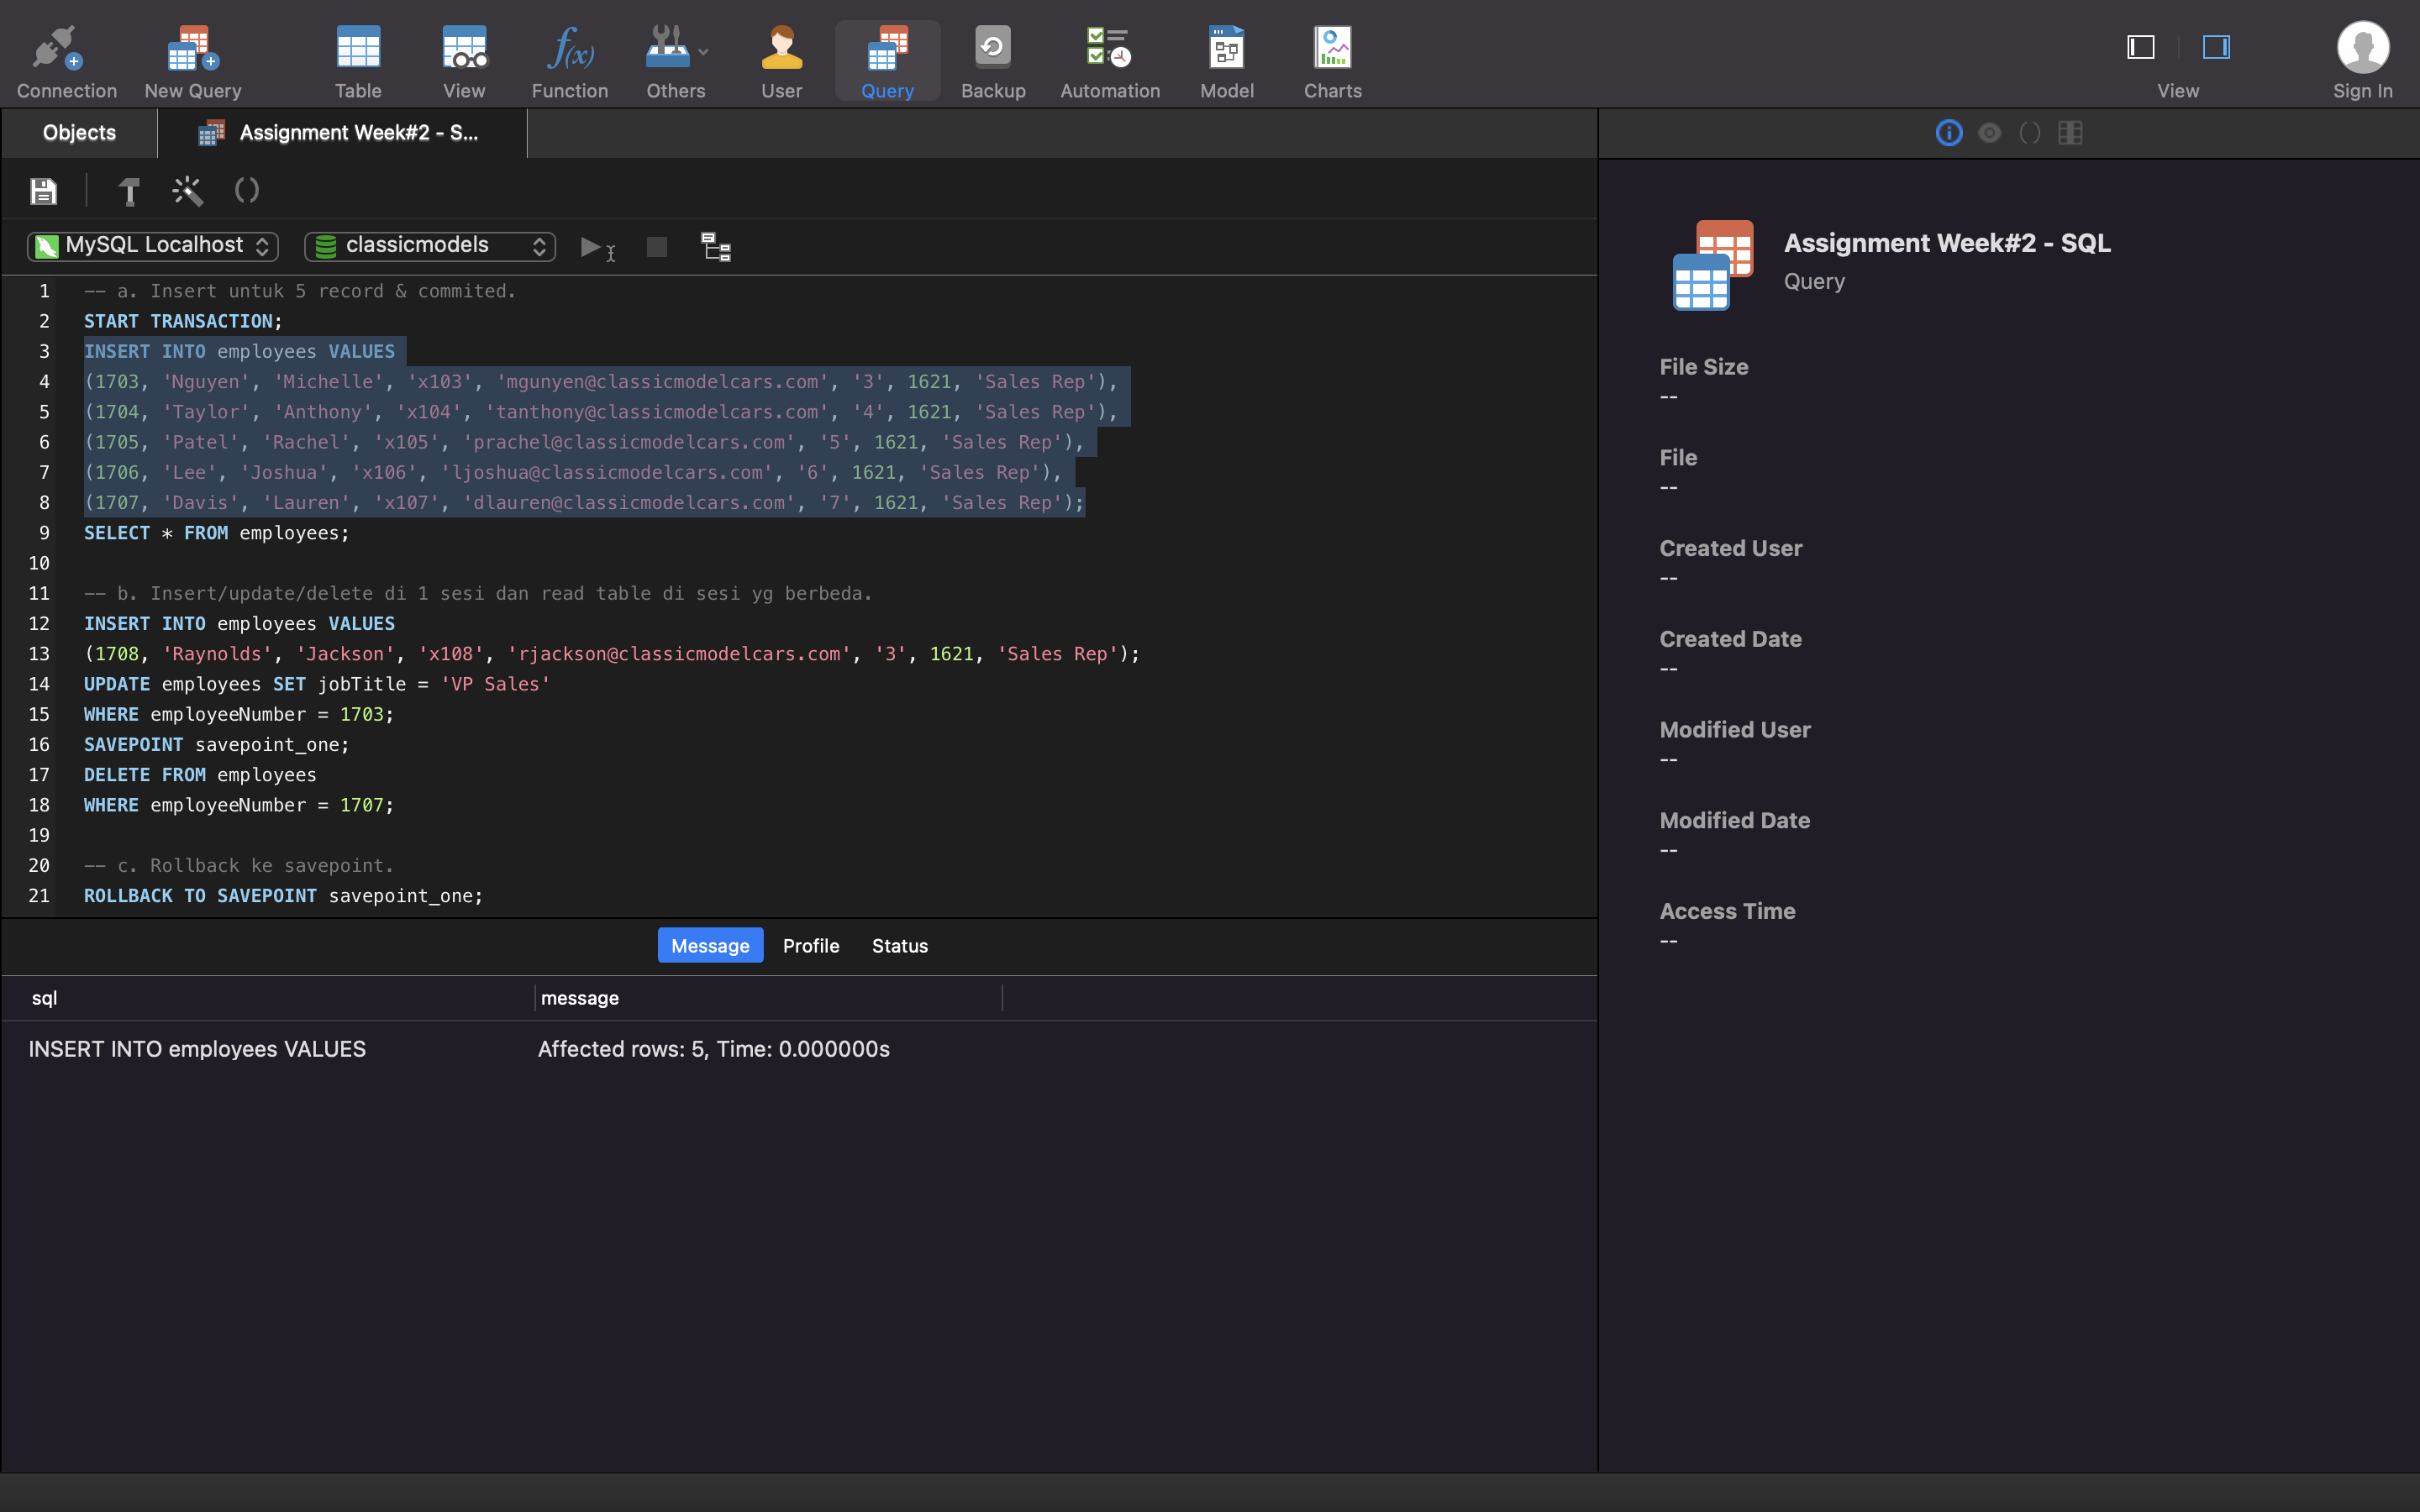 Connection
New Query
Table
View
Function
Others
User
Query
Backup
Automation
Model
Charts
View
Sign In
Objects
Assignment Week#2 - S...
MySQL Localhost
classicmodels
1 -- a. Insert untuk 5 record & commited.
2 START TRANSACTION;
3 INSERT INTO employees VALUES
4 (1703, 'Nguyen', 'Michelle', 'x103', 'mgunyen@classicmodelcars.com', '3', 1621, 'Sales Rep'),
5 (1704, 'Taylor', 'Anthony', 'x104', 'tanthony@classicmodelcars.com', '4', 1621, 'Sales Rep'),
6 (1705, 'Patel', 'Rachel', 'x105', 'prachel@classicmodelcars.com', '5', 1621, 'Sales Rep'),
7 (1706, 'Lee', 'Joshua', 'x106', 'ljoshua@classicmodelcars.com', '6', 1621, 'Sales Rep'),
8 (1707, 'Davis', 'Lauren', 'x107', 'dlauren@classicmodelcars.com', '7', 1621, 'Sales Rep');
9 SELECT * FROM employees;
10
11 -- b. Insert/update/delete di 1 sesi dan read table di sesi yg berbeda.
12 INSERT INTO employees VALUES
13 (1708, 'Raynolds', 'Jackson', 'x108', 'rjackson@classicmodelcars.com', '3', 1621, 'Sales Rep');
14 UPDATE employees SET jobTitle = 'VP Sales'
15 WHERE employeeNumber = 1703;
16 SAVEPOINT savepoint_one;
17 DELETE FROM employees
18 WHERE employeeNumber = 1707;
19
20 -- c. Rollback ke savepoint.
21 ROLLBACK TO SAVEPOINT savepoint_one;
Message
Profile
Status
sql
message
INSERT INTO employees VALUES
Affected rows: 5, Time: 0.000000s
Assignment Week#2 - SQL
Query
File Size
--
File
--
Created User
--
Created Date
--
Modified User
--
Modified Date
--
Access Time
--